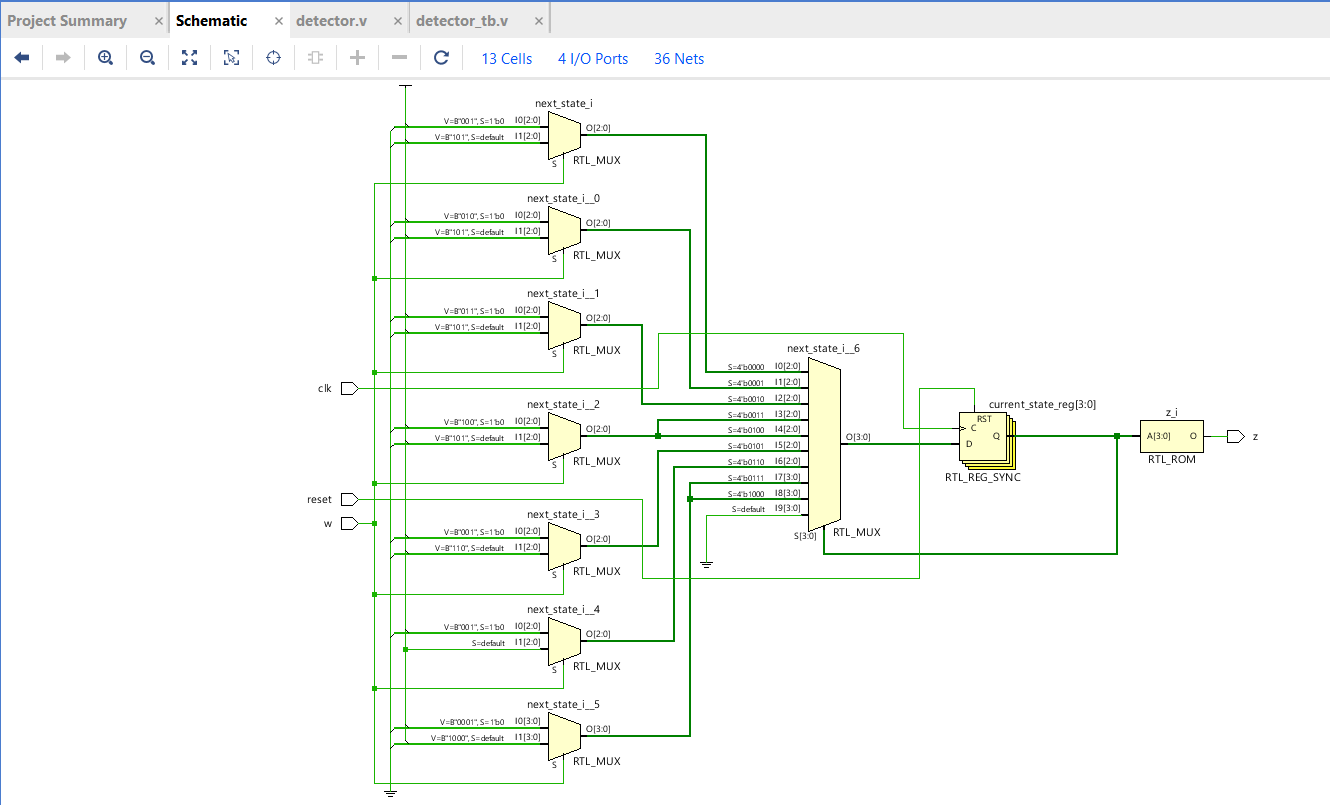 Project Summary × Schematic × detector.v × detector_tb.v ×
13 Cells 4 I/O Ports 36 Nets
next_state_i
V=B"001", S=1'b0 I0[2:0]
V=B"101", S=default I1[2:0]
O[2:0]
S
RTL_MUX
next_state_i__0
V=B"010", S=1'b0 I0[2:0]
V=B"101", S=default I1[2:0]
O[2:0]
S
RTL_MUX
next_state_i__1
V=B"011", S=1'b0 I0[2:0]
V=B"101", S=default I1[2:0]
O[2:0]
S
RTL_MUX
clk
next_state_i__2
V=B"100", S=1'b0 I0[2:0]
V=B"101", S=default I1[2:0]
O[2:0]
S
RTL_MUX
reset
w
next_state_i__3
V=B"001", S=1'b0 I0[2:0]
V=B"110", S=default I1[2:0]
O[2:0]
S
RTL_MUX
next_state_i__4
V=B"001", S=1'b0 I0[2:0]
S=default I1[2:0]
O[2:0]
S
RTL_MUX
next_state_i__5
V=B"0001", S=1'b0 I0[3:0]
V=B"1000", S=default I1[3:0]
O[3:0]
S
RTL_MUX
next_state_i__6
S=4'b0000 I0[2:0]
S=4'b0001 I1[2:0]
S=4'b0010 I2[2:0]
S=4'b0011 I3[2:0]
S=4'b0100 I4[2:0]
S=4'b0101 I5[2:0]
S=4'b0110 I6[2:0]
S=4'b0111 I7[3:0]
S=4'b1000 I8[3:0]
S=default I9[3:0]
O[3:0]
S[3:0]
RTL_MUX
current_state_reg[3:0]
RST
C
Q
D
RTL_REG_SYNC
z_i
A[3:0] O
RTL_ROM
z